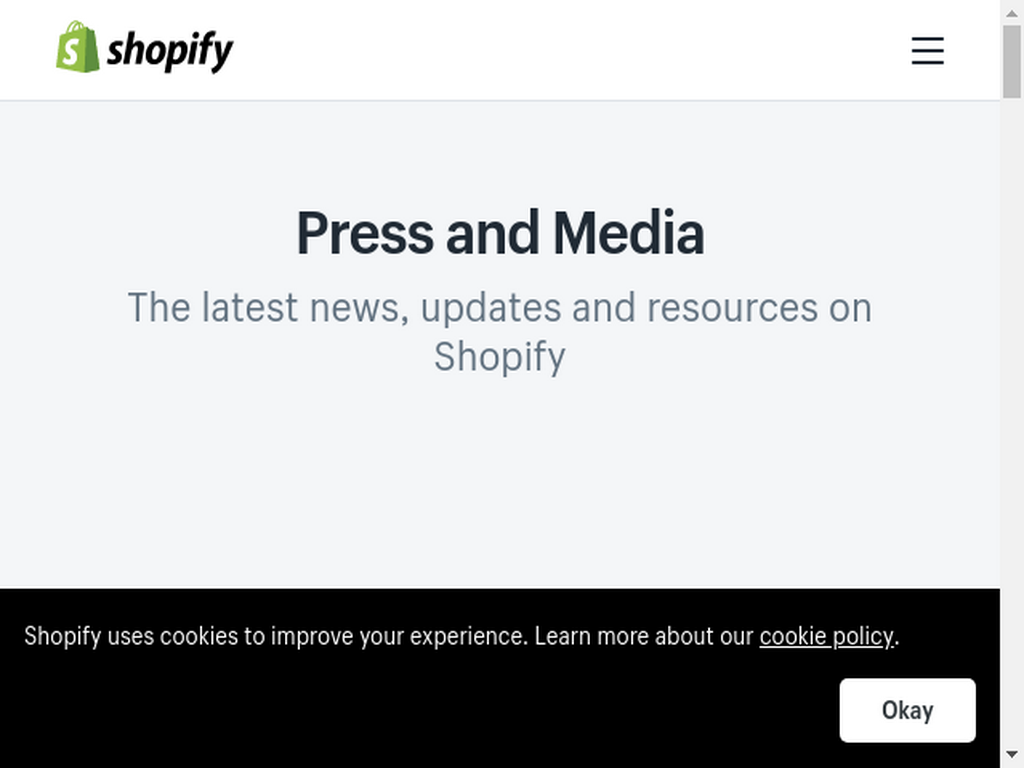 shopify
Press and Media
The latest news, updates and resources on
Shopify
Shopify uses cookies to improve your experience. Learn more about our cookie policy.
Okay